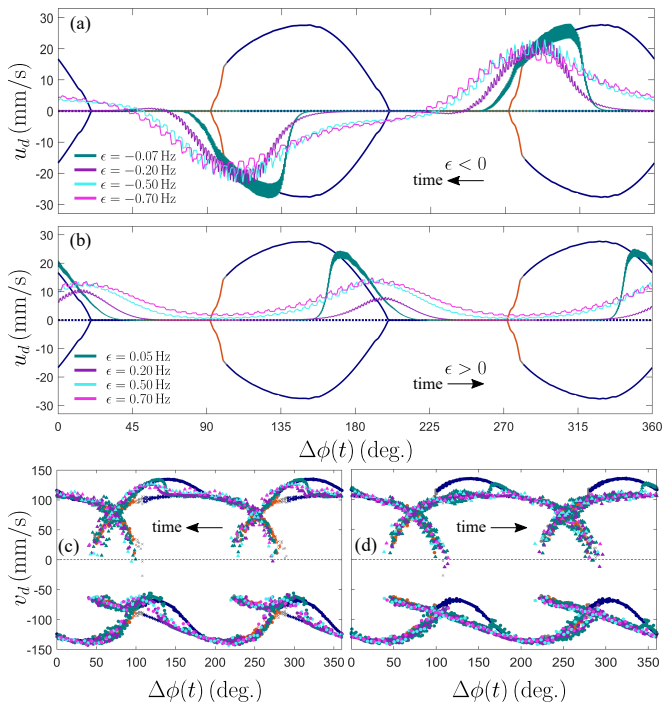 (a)
30
20
10
0
-10
-20
-30
u_d (mm/s)
ϵ = −0.07 Hz
ϵ = −0.20 Hz
ϵ = −0.50 Hz
ϵ = −0.70 Hz
ϵ < 0
time
(b)
30
20
10
0
-10
-20
-30
u_d (mm/s)
ϵ = 0.05 Hz
ϵ = 0.20 Hz
ϵ = 0.50 Hz
ϵ = 0.70 Hz
ϵ > 0
time
0 45 90 135 180 225 270 315 360
Δϕ(t) (deg.)
150
100
50
0
-50
-100
-150
v_d (mm/s)
time
(c)
time
(d)
0 50 100 150 200 250 300 350
0 50 100 150 200 250 300 350
Δϕ(t) (deg.)
Δϕ(t) (deg.)